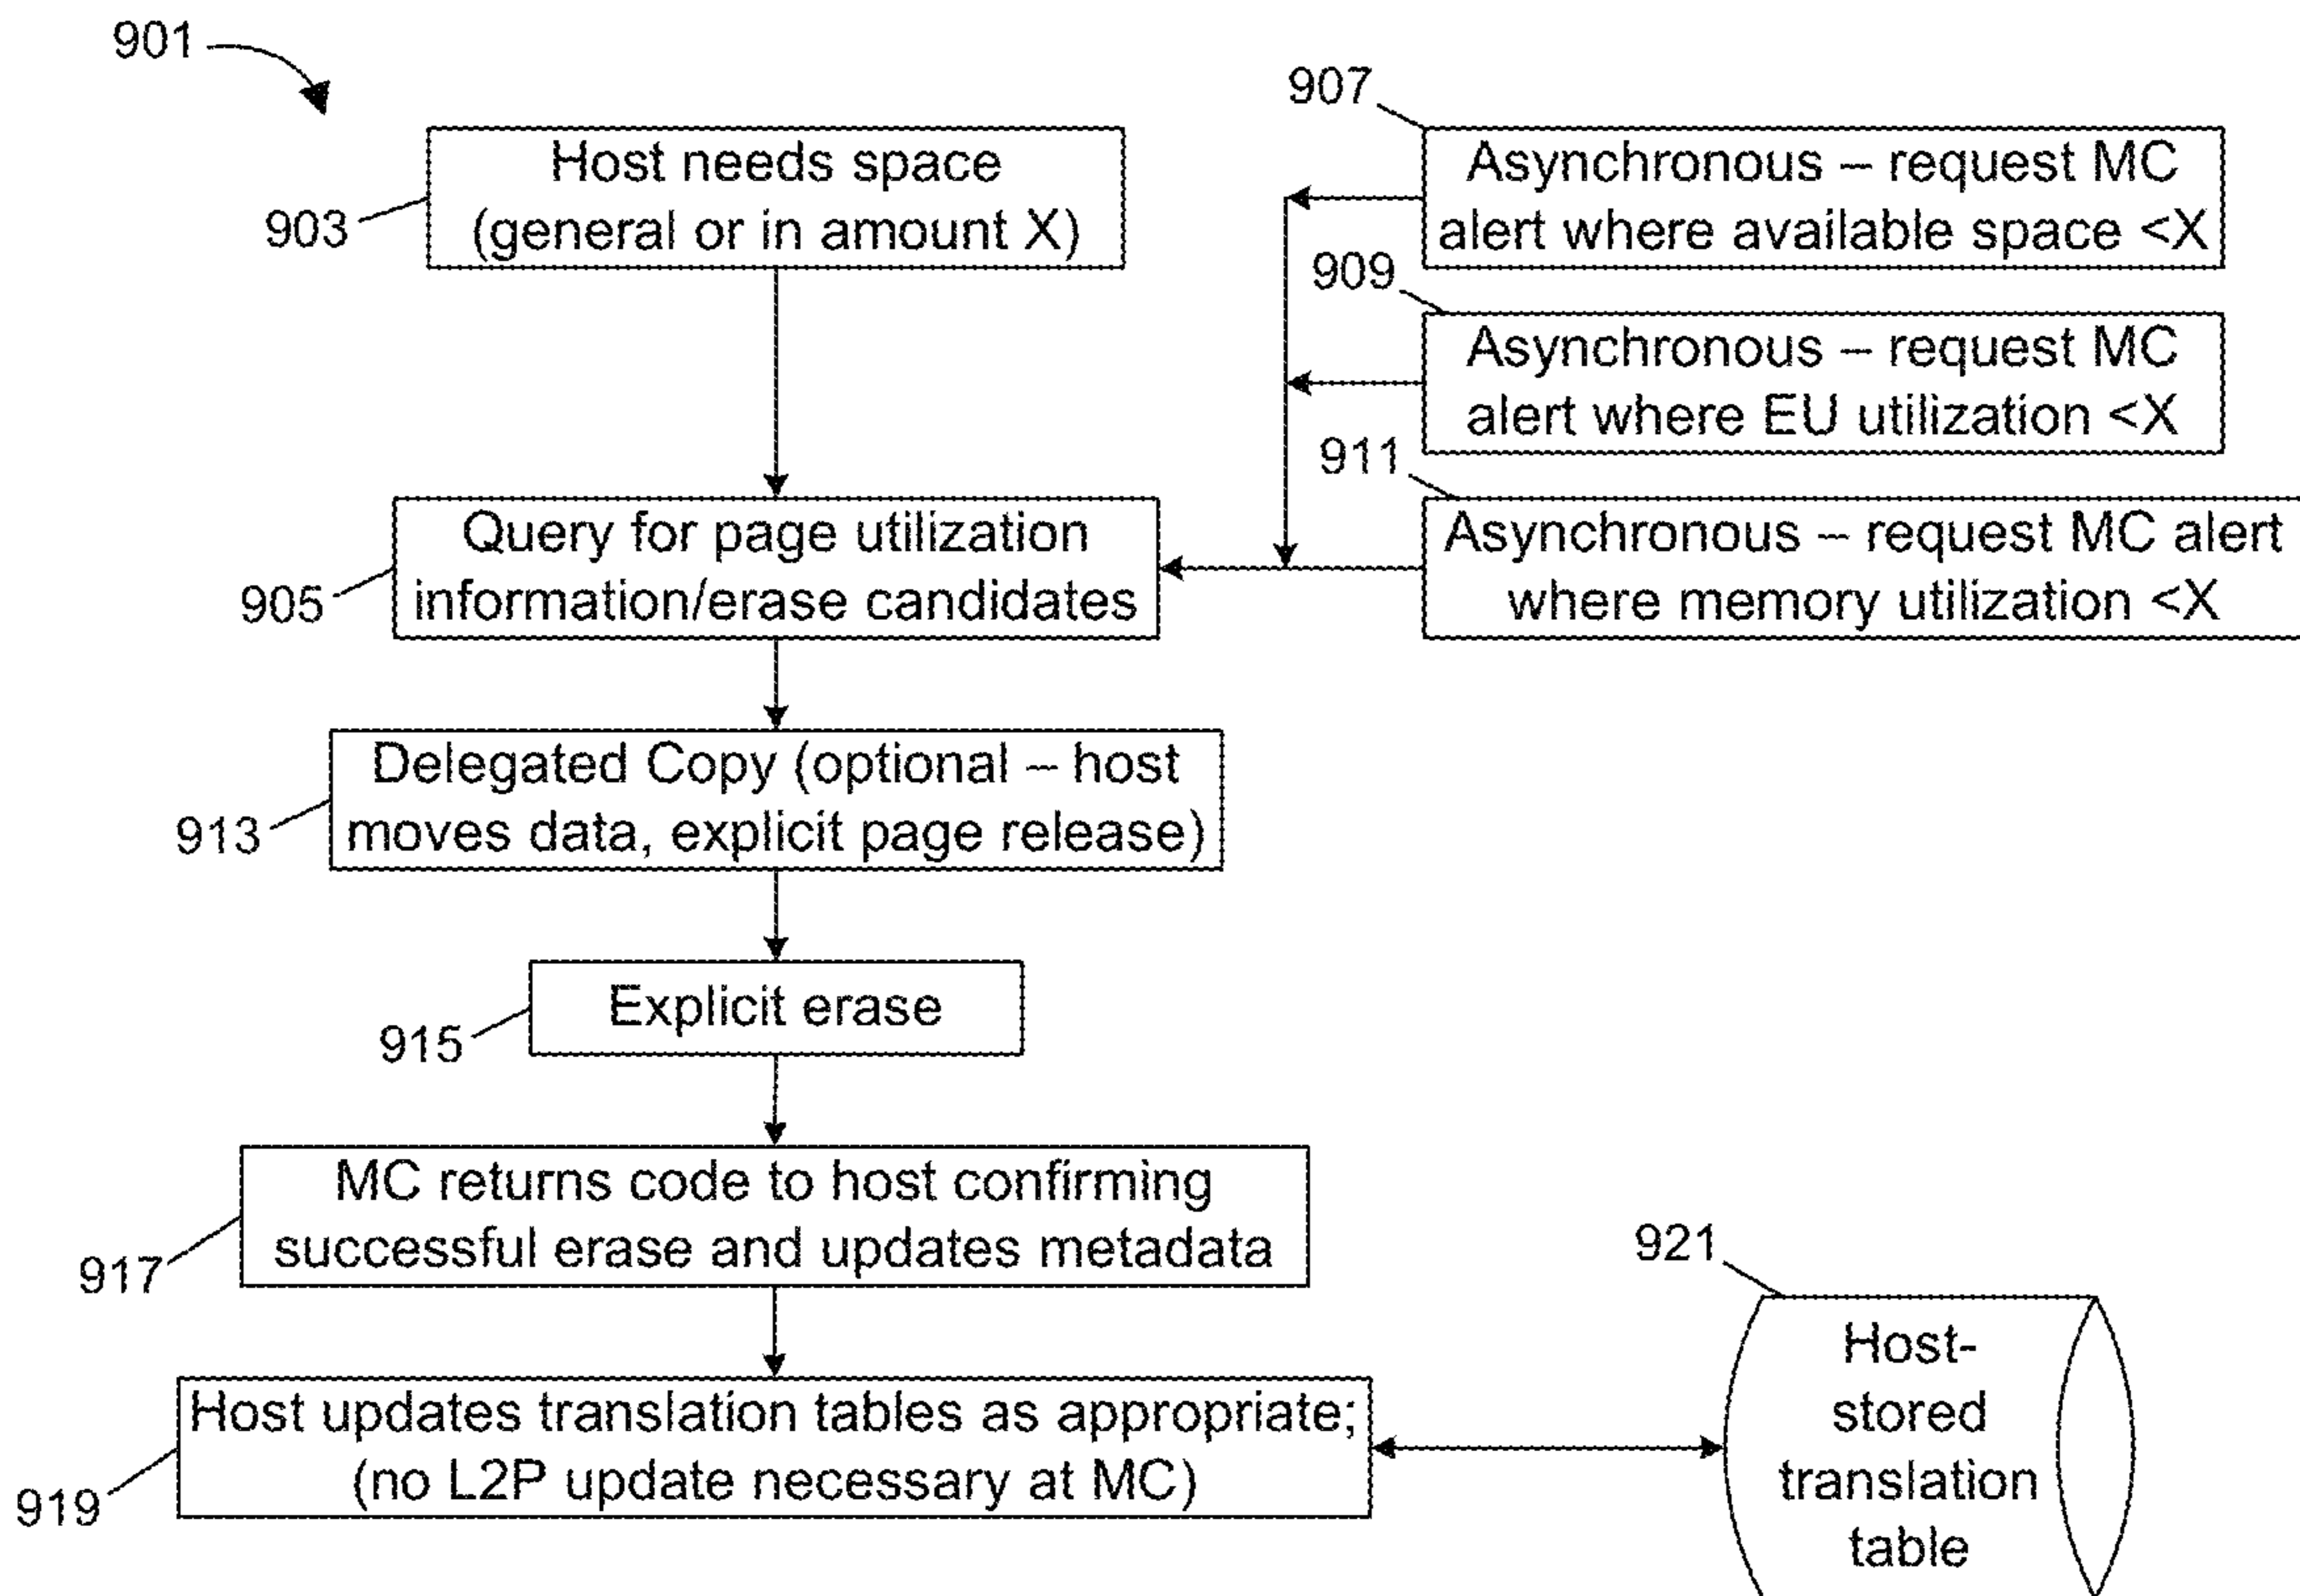 901
907
Host needs space
(general or in amount X)
903
Asynchronous – request MC
alert where available space <X
909
Asynchronous – request MC
alert where EU utilization <X
911
Query for page utilization
information/erase candidates
905
Asynchronous – request MC alert
where memory utilization <X
Delegated Copy (optional – host
moves data, explicit page release)
913
Explicit erase
915
MC returns code to host confirming
successful erase and updates metadata
917
921
Host updates translation tables as appropriate;
(no L2P update necessary at MC)
919
Host-
stored
translation
table